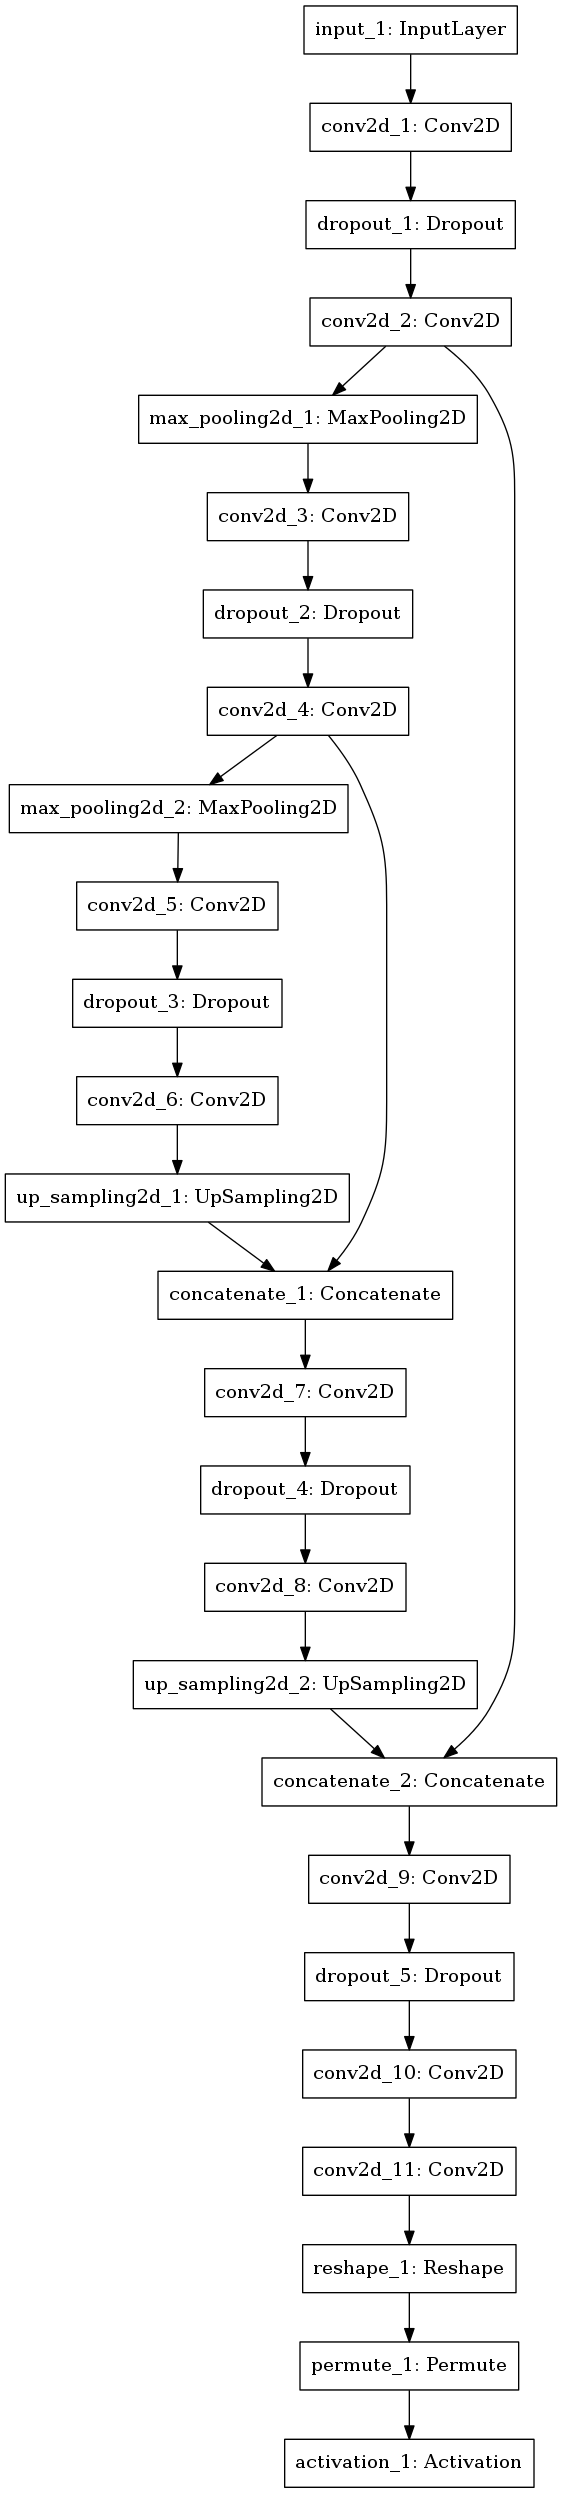 input_1: InputLayer
conv2d_1: Conv2D
dropout_1: Dropout
conv2d_2: Conv2D
max_pooling2d_1: MaxPooling2D
conv2d_3: Conv2D
dropout_2: Dropout
conv2d_4: Conv2D
max_pooling2d_2: MaxPooling2D
conv2d_5: Conv2D
dropout_3: Dropout
conv2d_6: Conv2D
up_sampling2d_1: UpSampling2D
concatenate_1: Concatenate
conv2d_7: Conv2D
dropout_4: Dropout
conv2d_8: Conv2D
up_sampling2d_2: UpSampling2D
concatenate_2: Concatenate
conv2d_9: Conv2D
dropout_5: Dropout
conv2d_10: Conv2D
conv2d_11: Conv2D
reshape_1: Reshape
permute_1: Permute
activation_1: Activation